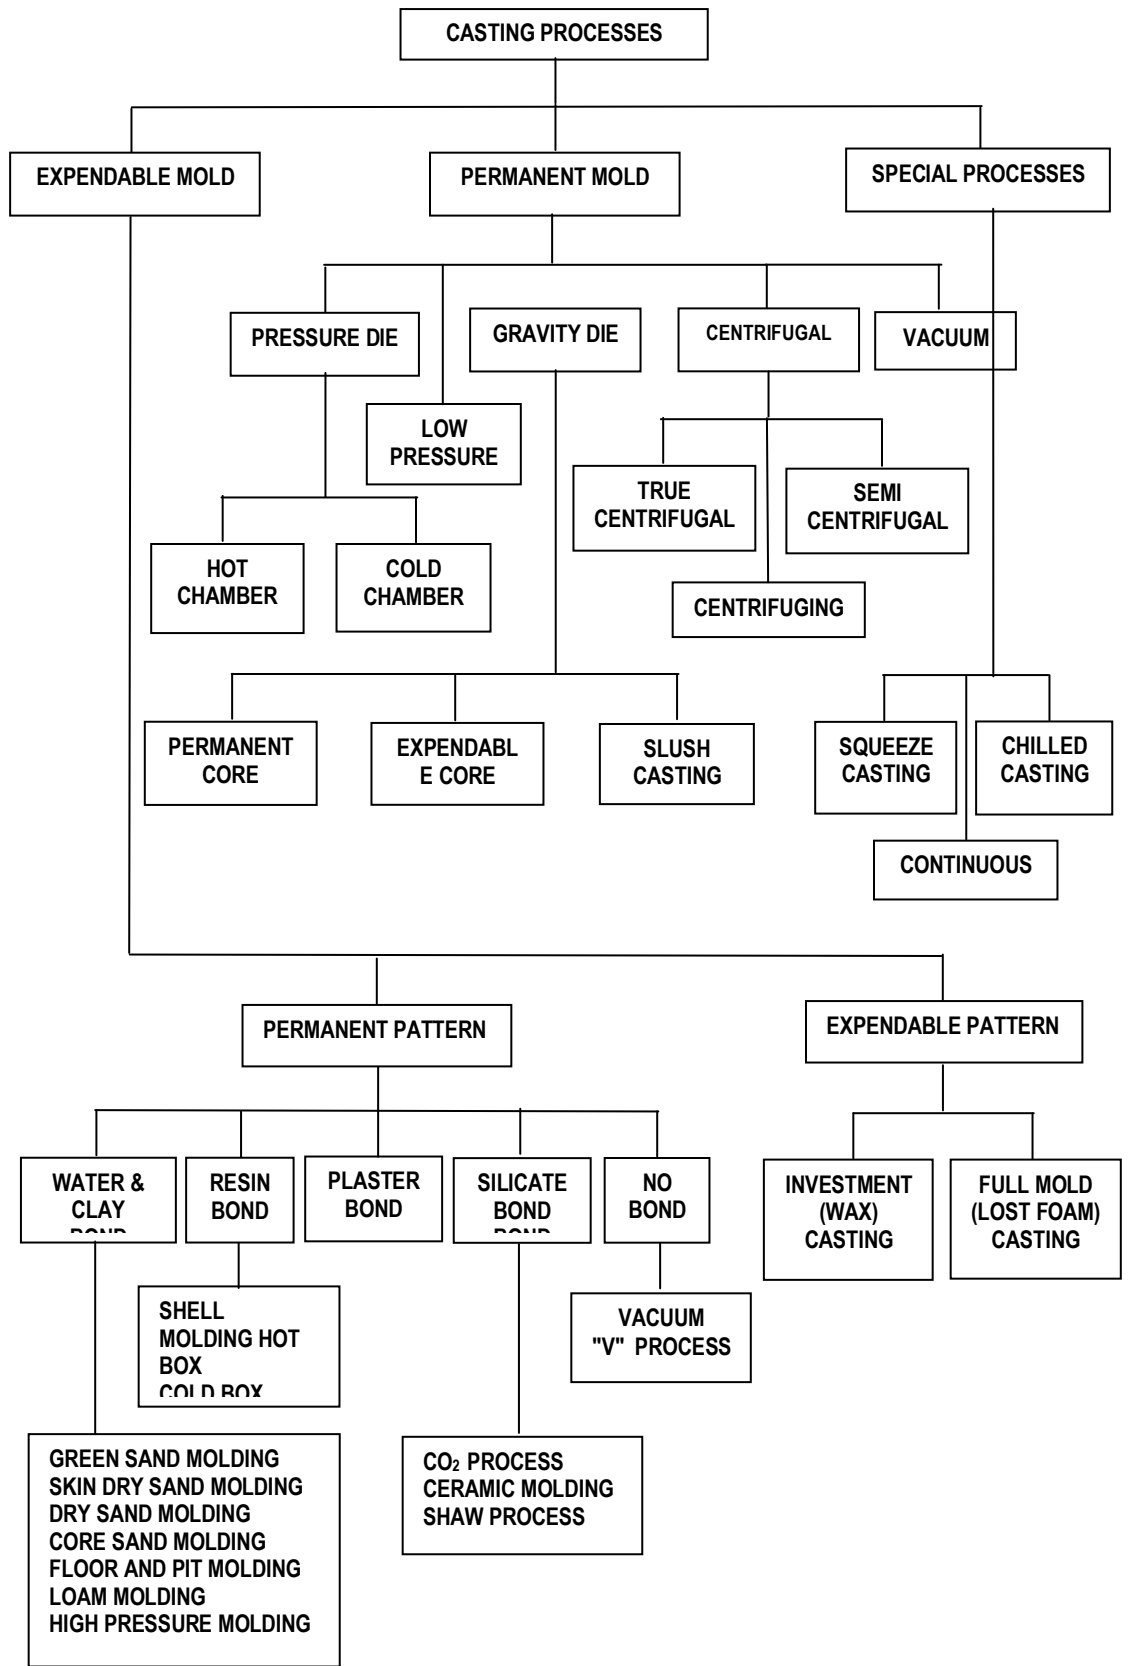 CASTING PROCESSES
EXPENDABLE MOLD
PERMANENT MOLD
SPECIAL PROCESSES
PRESSURE DIE
GRAVITY DIE
CENTRIFUGAL
VACUUM
LOW
PRESSURE
TRUE
CENTRIFUGAL
SEMI
CENTRIFUGAL
HOT
CHAMBER
COLD
CHAMBER
CENTRIFUGING
PERMANENT
CORE
EXPENDABL
E CORE
SLUSH
CASTING
SQUEEZE
CASTING
CHILLED
CASTING
CONTINUOUS
PERMANENT PATTERN
EXPENDABLE PATTERN
WATER &
CLAY
BOND
RESIN
BOND
PLASTER
BOND
SILICATE
BOND
BOND
NO
BOND
INVESTMENT
(WAX)
CASTING
FULL MOLD
(LOST FOAM)
CASTING
SHELL
MOLDING HOT
BOX
COLD BOX
VACUUM
"V" PROCESS
GREEN SAND MOLDING
SKIN DRY SAND MOLDING
DRY SAND MOLDING
CORE SAND MOLDING
FLOOR AND PIT MOLDING
LOAM MOLDING
HIGH PRESSURE MOLDING
CO₂ PROCESS
CERAMIC MOLDING
SHAW PROCESS